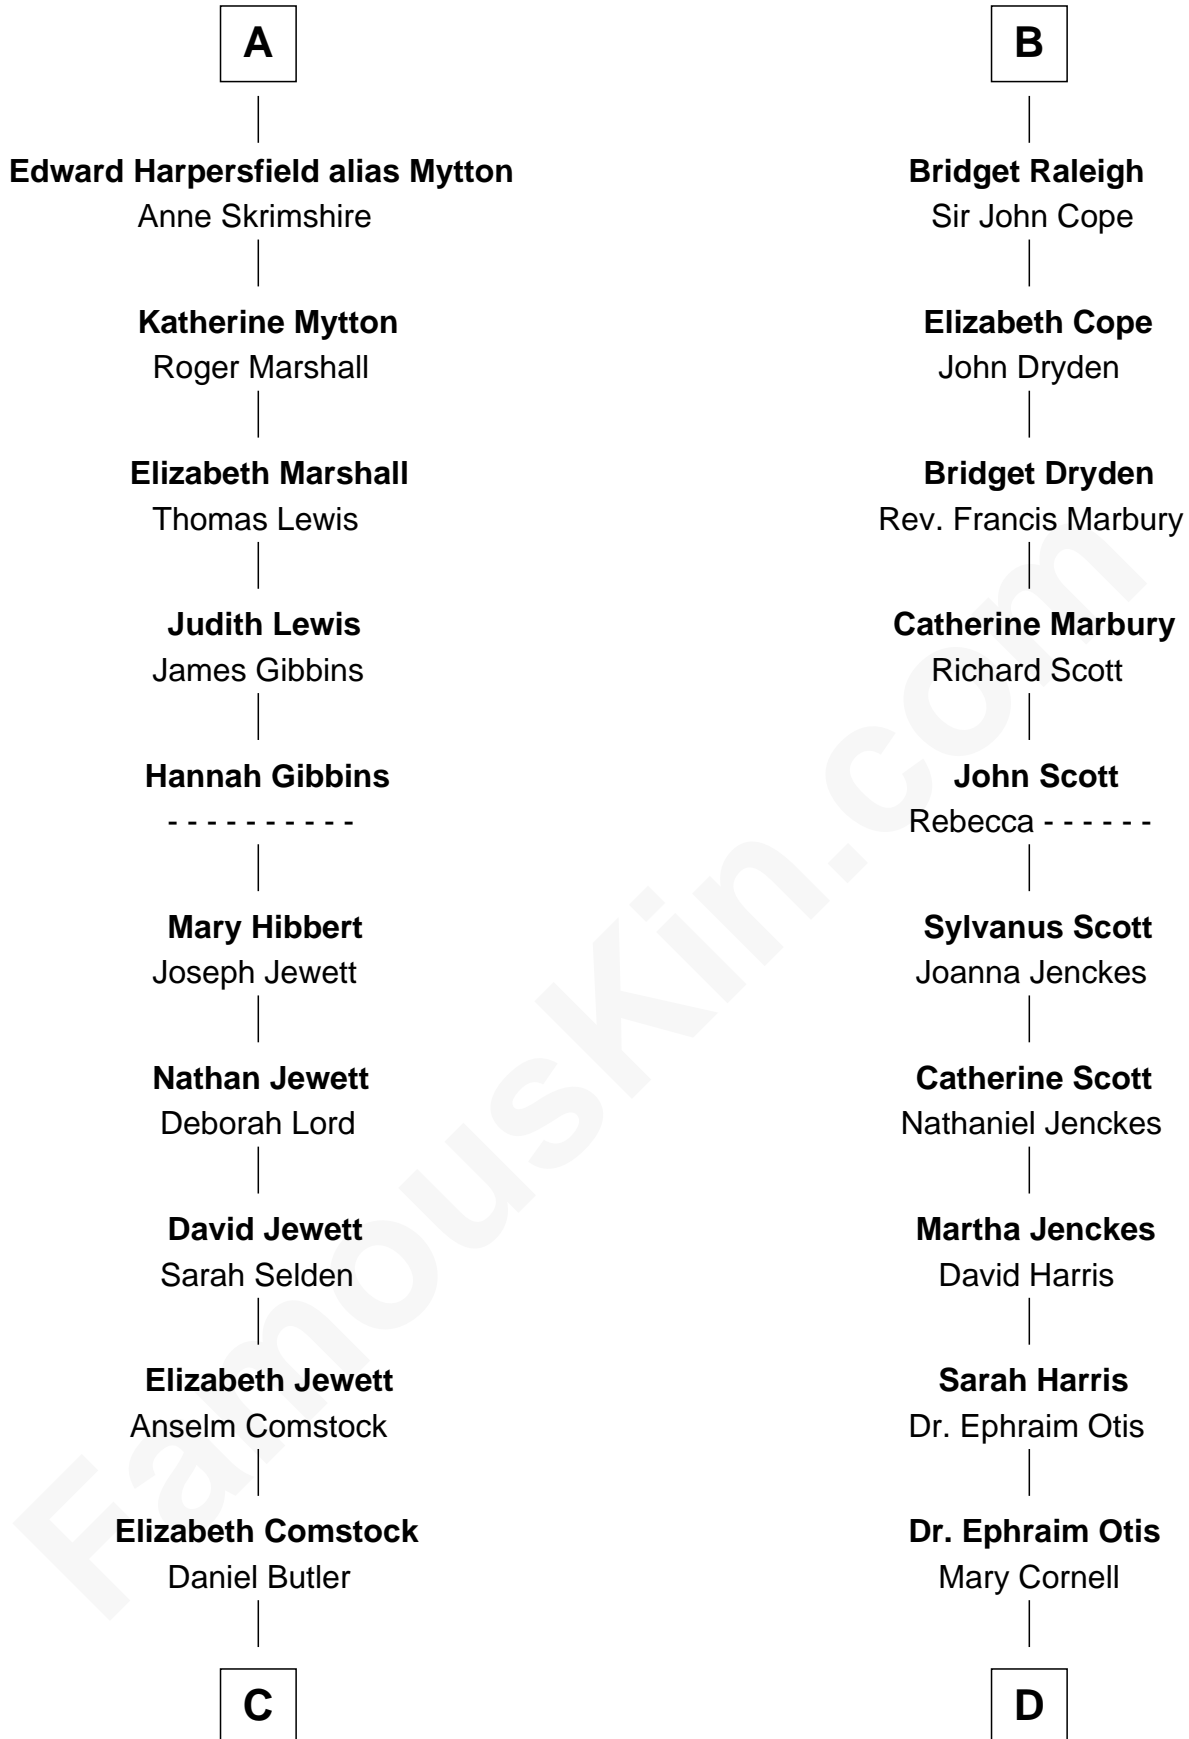 A
Edward Harpersfield alias Mytton
Anne Skrimshire
Katherine Mytton
Roger Marshall
Elizabeth Marshall
Thomas Lewis
Judith Lewis
James Gibbins
Hannah Gibbins
- - - - - - - - - -
Mary Hibbert
Joseph Jewett
Nathan Jewett
Deborah Lord
David Jewett
Sarah Selden
Elizabeth Jewett
Anselm Comstock
Elizabeth Comstock
Daniel Butler
C
B
Bridget Raleigh
Sir John Cope
Elizabeth Cope
John Dryden
Bridget Dryden
Rev. Francis Marbury
Catherine Marbury
Richard Scott
John Scott
Rebecca - - - - - -
Sylvanus Scott
Joanna Jenckes
Catherine Scott
Nathaniel Jenckes
Martha Jenckes
David Harris
Sarah Harris
Dr. Ephraim Otis
Dr. Ephraim Otis
Mary Cornell
D
FamousKin.com